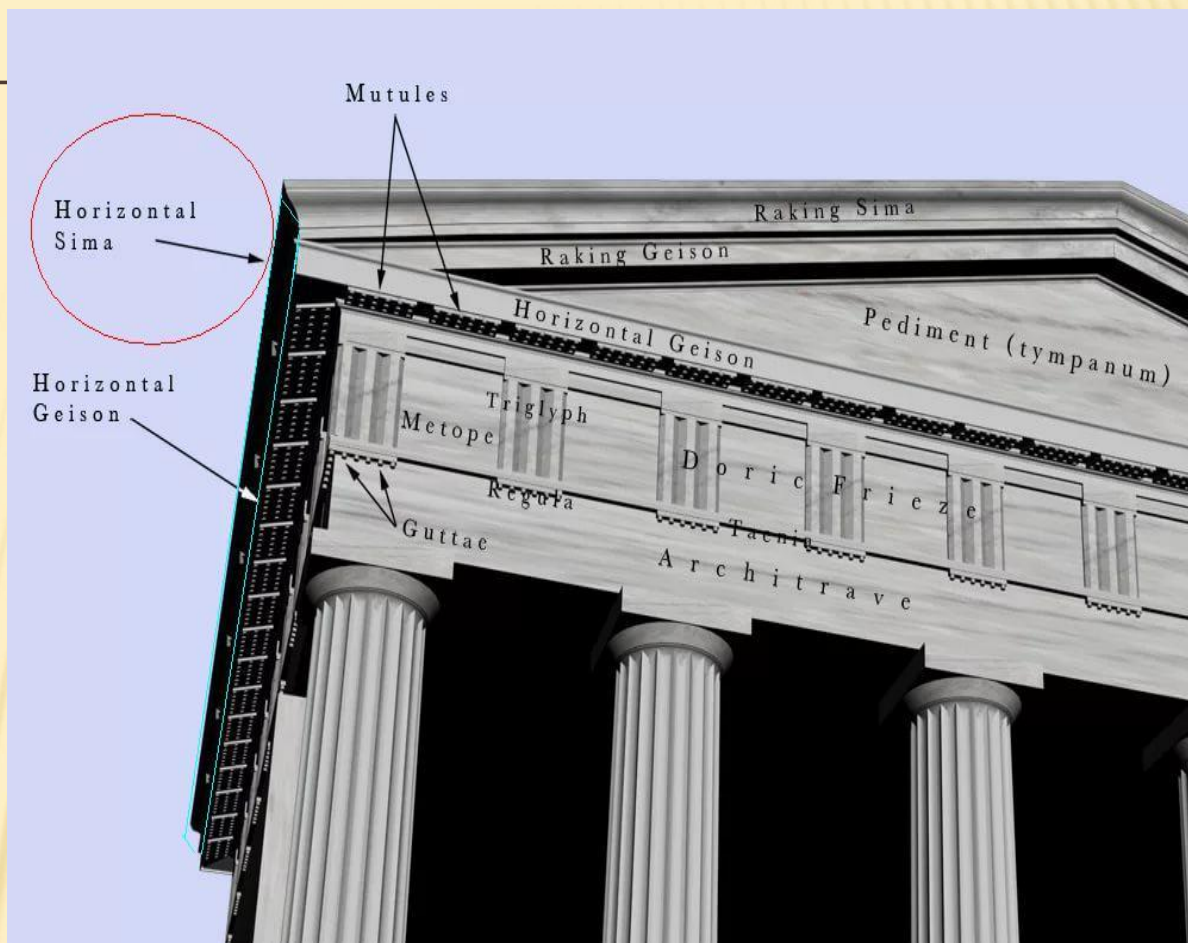 Mutules
Horizontal
Sima
Raking Sima
Raking Geison
Horizontal Geison
Pediment (tympanum)
Horizontal
Geison
Triglyph
Metope
Doric Frieze
Regula
Guttae
Taenia
Architrave